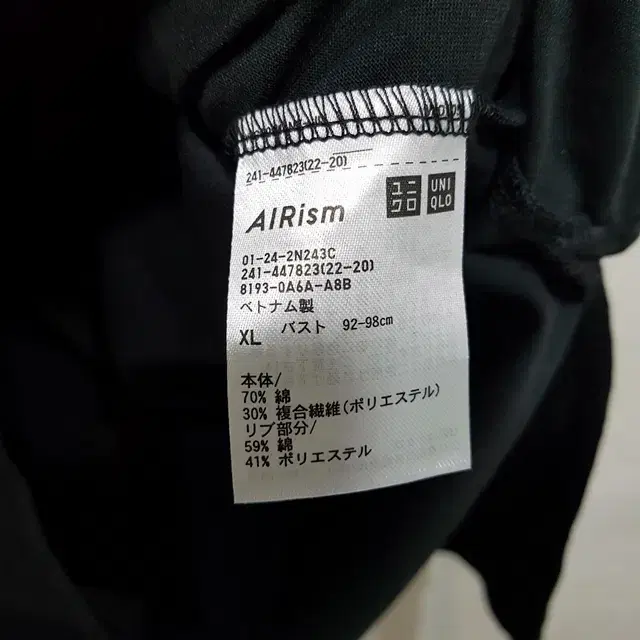 241-447823(22-20)
AIRism
ユニ
クロ
UNI
QLO
01-24-2N243C
241-447823(22-20)
8193-0A6A-A8B
ベトナム製
XL バスト 92-98cm
本体/
70% 綿
30% 複合繊維(ポリエステル)
リブ部分/
59% 綿
41% ポリエステル